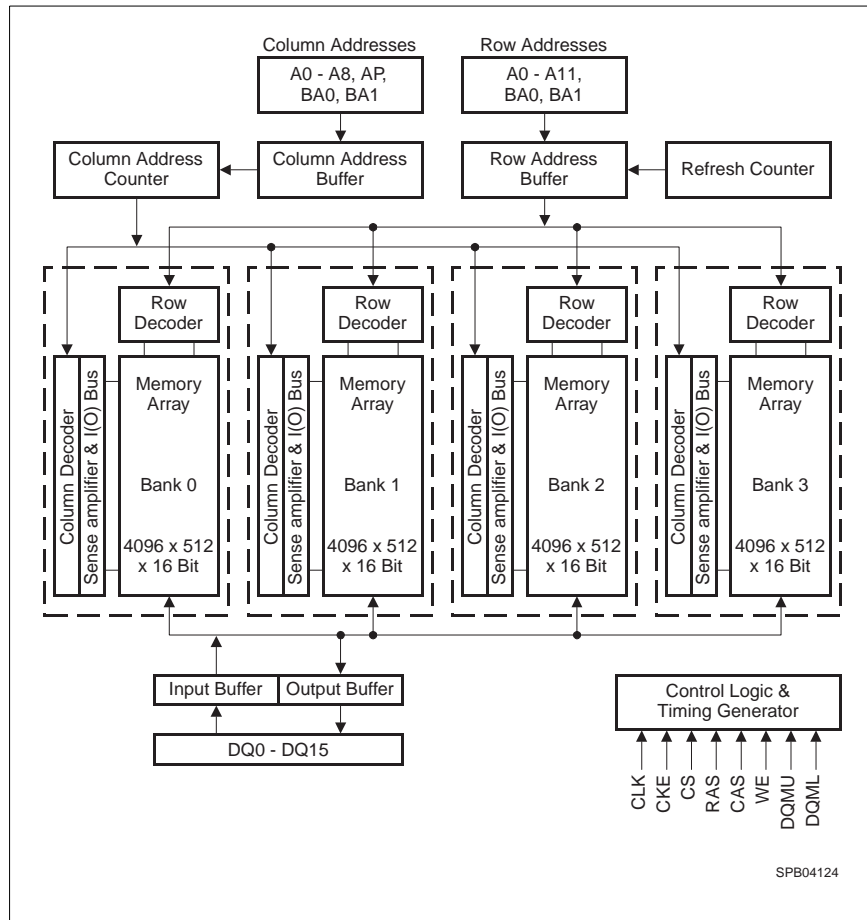 Column Addresses
Row Addresses
A0 - A8, AP,
BA0, BA1
A0 - A11,
BA0, BA1
Column Address
Counter
Column Address
Buffer
Row Address
Buffer
Refresh Counter
Row
Decoder
Row
Decoder
Row
Decoder
Row
Decoder
Column Decoder
Sense amplifier & I(O) Bus
Memory
Array
Bank 0
4096 x 512
x 16 Bit
Column Decoder
Sense amplifier & I(O) Bus
Memory
Array
Bank 1
4096 x 512
x 16 Bit
Column Decoder
Sense amplifier & I(O) Bus
Memory
Array
Bank 2
4096 x 512
x 16 Bit
Column Decoder
Sense amplifier & I(O) Bus
Memory
Array
Bank 3
4096 x 512
x 16 Bit
Input Buffer
Output Buffer
DQ0 - DQ15
Control Logic &
Timing Generator
CLK
CKE
CS
RAS
CAS
WE
DQMU
DQML
SPB04124